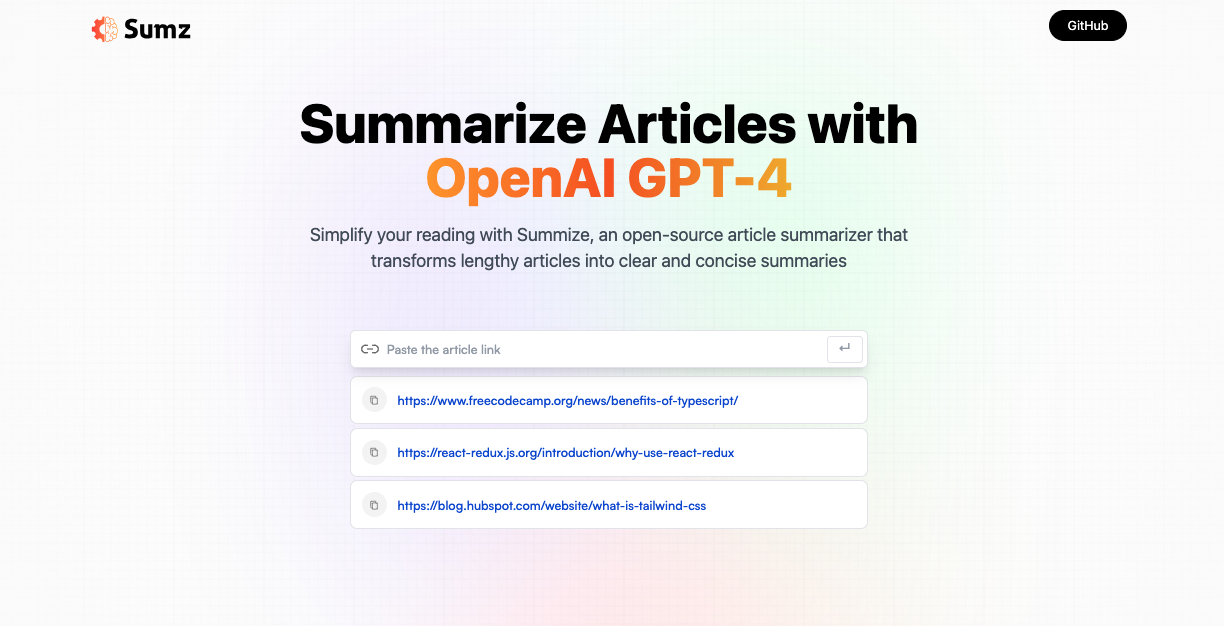 Sumz
GitHub
Summarize Articles with
OpenAI GPT-4
Simplify your reading with Summize, an open-source article summarizer that
transforms lengthy articles into clear and concise summaries
Paste the article link
https://www.freecodecamp.org/news/benefits-of-typescript/
https://react-redux.js.org/introduction/why-use-react-redux
https://blog.hubspot.com/website/what-is-tailwind-css